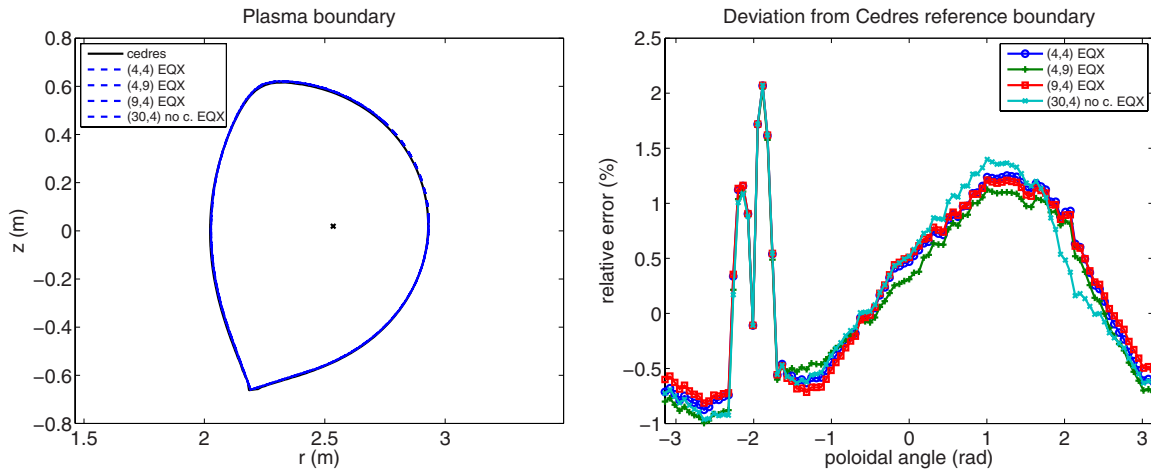 Plasma boundary
0.8
0.6
0.4
0.2
0
−0.2
−0.4
−0.6
−0.8
z (m)
cedres
(4,4) EQX
(4,9) EQX
(9,4) EQX
(30,4) no c. EQX
1.5
2
2.5
3
r (m)
Deviation from Cedres reference boundary
2.5
2
1.5
1
0.5
0
−0.5
−1
relative error (%)
(4,4) EQX
(4,9) EQX
(9,4) EQX
(30,4) no c. EQX
−3
−2
−1
0
1
2
3
poloidal angle (rad)